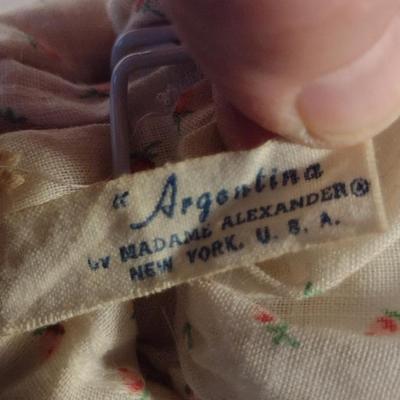 " Argentina
by MADAME ALEXANDER®
NEW YORK, U. S. A.